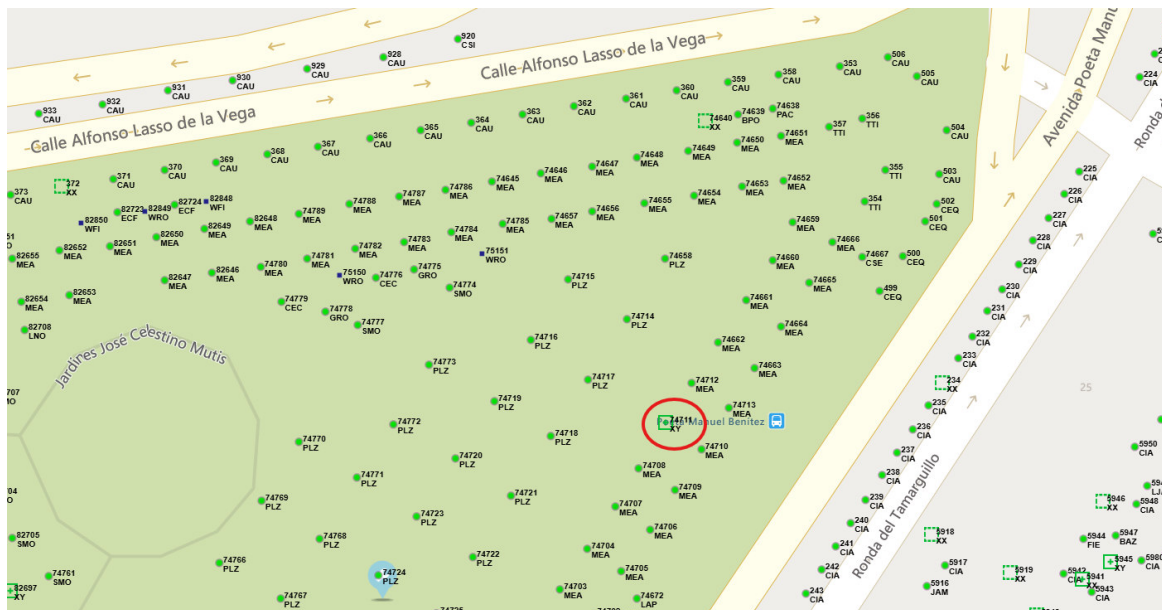 920
CSI
928
CAU
929
CAU
930
CAU
931
CAU
932
CAU
933
CAU
Calle Alfonso Lasso de la Vega
Calle Alfonso Lasso de la Vega
Avenida Poeta Manu
Ronda d
224
CIA
506
CAU
505
CAU
353
CAU
358
CAU
359
CAU
360
CAU
361
CAU
362
CAU
363
CAU
364
CAU
365
CAU
366
CAU
367
CAU
368
CAU
369
CAU
370
CAU
371
CAU
372
XX
373
CAU
74640
XX
74639
BPO
74638
PAC
357
TTI
356
TTI
504
CAU
74651
MEA
74650
MEA
74649
MEA
74648
MEA
74647
MEA
74646
MEA
74645
MEA
74786
MEA
74787
MEA
74788
MEA
74789
MEA
82648
MEA
82649
MEA
82650
MEA
82651
MEA
82652
MEA
82655
MEA
82723
ECF
82849
WRO
82724
ECF
82848
WFI
82850
WFI
355
TTI
503
CAU
354
TTI
502
CEQ
501
CEQ
500
CEQ
499
CEQ
74652
MEA
74653
MEA
74654
MEA
74655
MEA
74656
MEA
74657
MEA
74785
MEA
74784
MEA
74783
MEA
74782
MEA
74781
MEA
74780
MEA
82646
MEA
82647
MEA
82653
MEA
82654
MEA
82708
LNO
75151
WRO
75150
WRO
74776
CEC
74775
GRO
74774
SMO
74779
CEC
74778
GRO
74777
SMO
74659
MEA
74666
MEA
74667
CSE
74660
MEA
74665
MEA
74658
PLZ
74715
PLZ
74661
MEA
74664
MEA
74714
PLZ
74716
PLZ
74662
MEA
74663
MEA
74773
PLZ
74717
PLZ
74712
MEA
74713
MEA
74719
PLZ
74711
XY
Poeta Manuel Benítez
74710
MEA
74718
PLZ
74772
PLZ
74770
PLZ
74720
PLZ
74708
MEA
74709
MEA
74771
PLZ
74721
PLZ
74707
MEA
74769
PLZ
74723
PLZ
74706
MEA
74768
PLZ
74704
MEA
74722
PLZ
74766
PLZ
74705
MEA
74724
PLZ
74703
MEA
74767
PLZ
74672
LAP
Jardines José Celestino Mutis
82705
SMO
74761
SMO
82697
XY
225
CIA
226
CIA
227
CIA
228
CIA
229
CIA
230
CIA
231
CIA
232
CIA
233
CIA
234
XX
235
CIA
236
CIA
237
CIA
238
CIA
239
CIA
240
CIA
241
CIA
242
CIA
243
CIA
Ronda del Tamarguillo
25
5950
CIA
5946
XX
5948
CIA
5918
XX
5944
FIE
5947
BAZ
5945
XY
5980
CIA
5917
CIA
5919
XX
5942
CIA
5941
XX
5943
CIA
5916
JAM